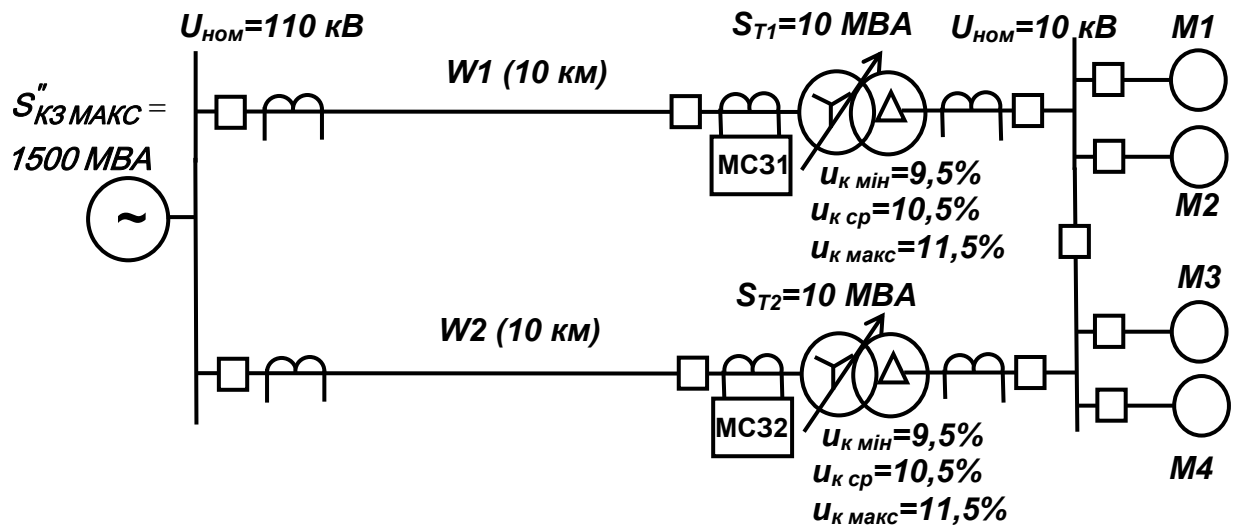 Uном=110 кВ
ST1=10 МВА
Uном=10 кВ
M1
W1 (10 км)
S"КЗ МАКС =
1500 МВА
~
МСЗ1
M2
uк мін=9,5%
uк ср=10,5%
uк макс=11,5%
ST2=10 МВА
M3
W2 (10 км)
МСЗ2
M4
uк мін=9,5%
uк ср=10,5%
uк макс=11,5%